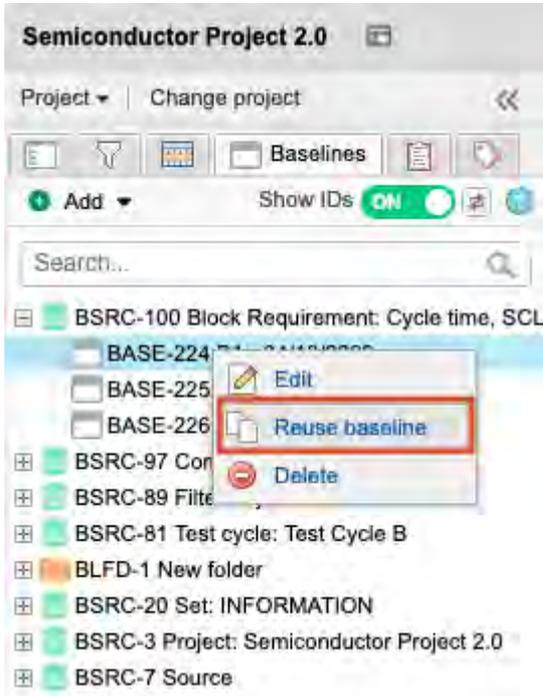 Semiconductor Project 2.0
Project
Change project
Baselines
Add
Show IDs ON
Search...
BSRC-100 Block Requirement: Cycle time, SCL
BASE-224
Edit
BASE-225
Reuse baseline
BASE-226
BSRC-97
Delete
BSRC-89
BSRC-81 Test cycle: Test Cycle B
BLFD-1 New folder
BSRC-20 Set: INFORMATION
BSRC-3 Project: Semiconductor Project 2.0
BSRC-7 Source